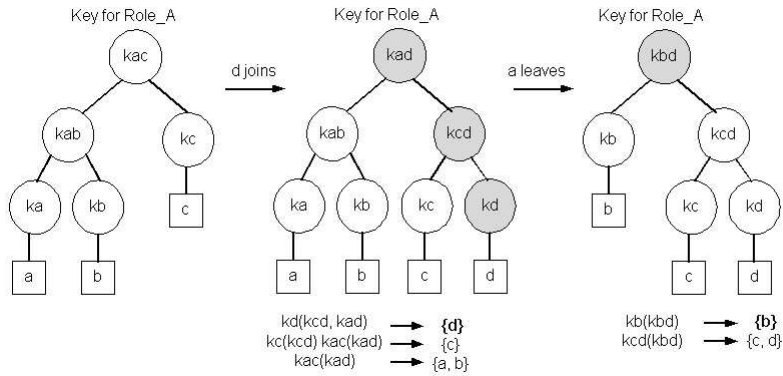 Key for Role_A
Key for Role_A
Key for Role_A
kac
d joins
kad
a leaves
kbd
kab
kc
kab
kcd
kb
kcd
ka
kb
c
ka
kb
kc
kd
b
kc
kd
a
b
a
b
c
d
c
d
kd(kcd, kad) {d}
kc(kcd) kac(kad) {c}
kac(kad) {a, b}
kb(kbd) {b}
kcd(kbd) {c, d}